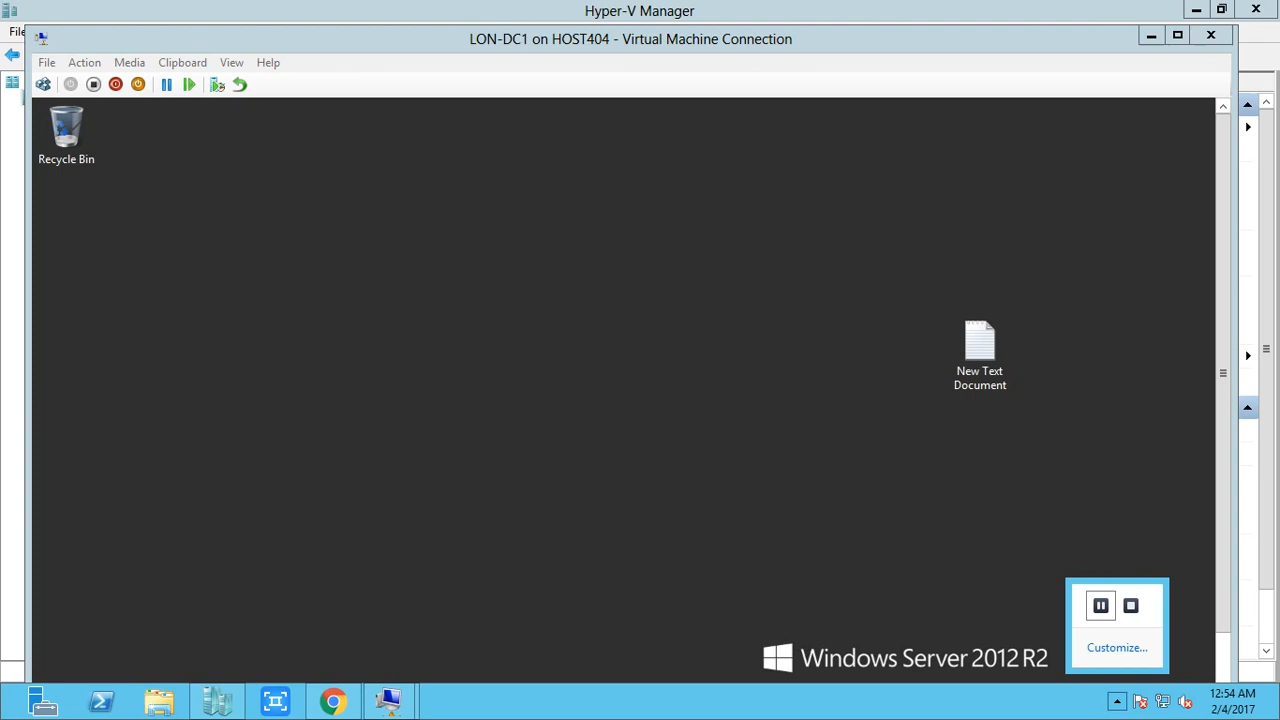 Hyper-V Manager
File
LON-DC1 on HOST404 - Virtual Machine Connection
File Action Media Clipboard View Help
Recycle Bin
New Text
Document
Windows Server 2012 R2
Customize...
12:54 AM
2/4/2017